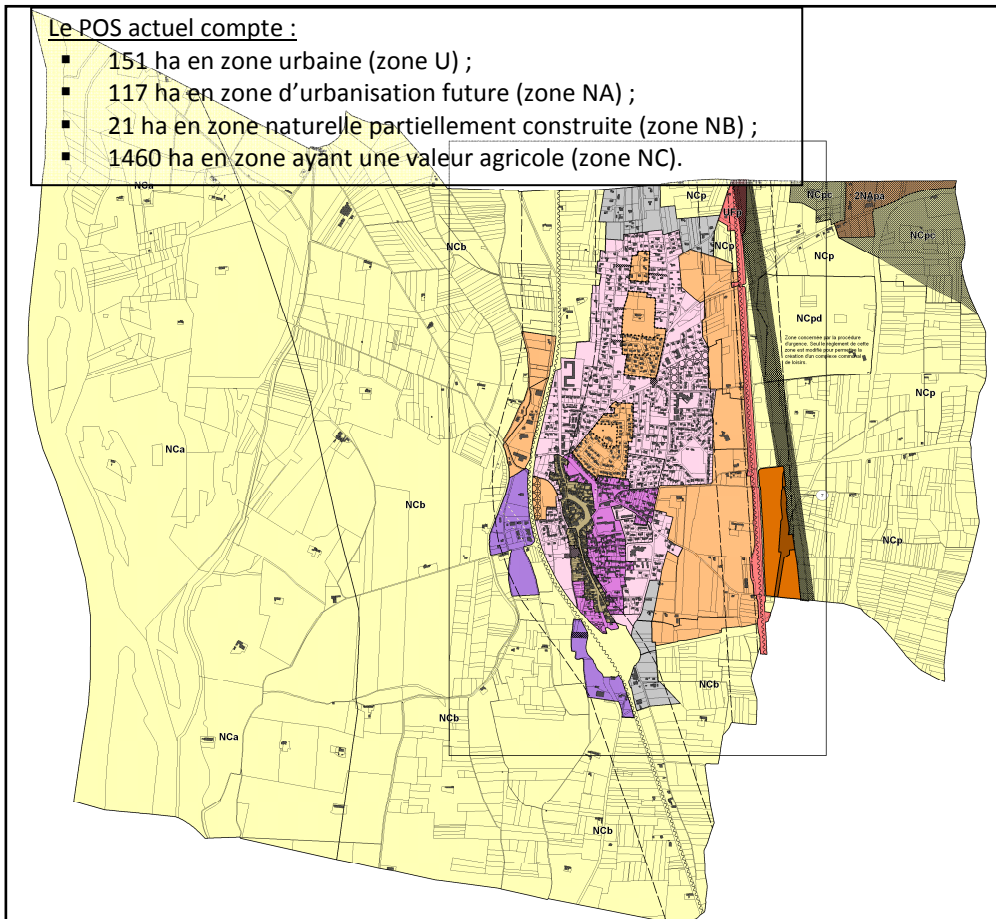 Le POS actuel compte :
▪ 151 ha en zone urbaine (zone U) ;
▪ 117 ha en zone d’urbanisation future (zone NA) ;
▪ 21 ha en zone naturelle partiellement construite (zone NB) ;
▪ 1460 ha en zone ayant une valeur agricole (zone NC).
NCa
NCp
NCpc
2NApa
UEp
NCpc
NCb
NCp
NCp
NCpd
Zone concernée par la procédure
d'urgence. Seul le règlement de cette
zone est modifié pour permettre la
création d'un complexe communal
de loisirs.
NCp
2
NCa
NCb
NCp
NCb
NCb
NCa
NCb